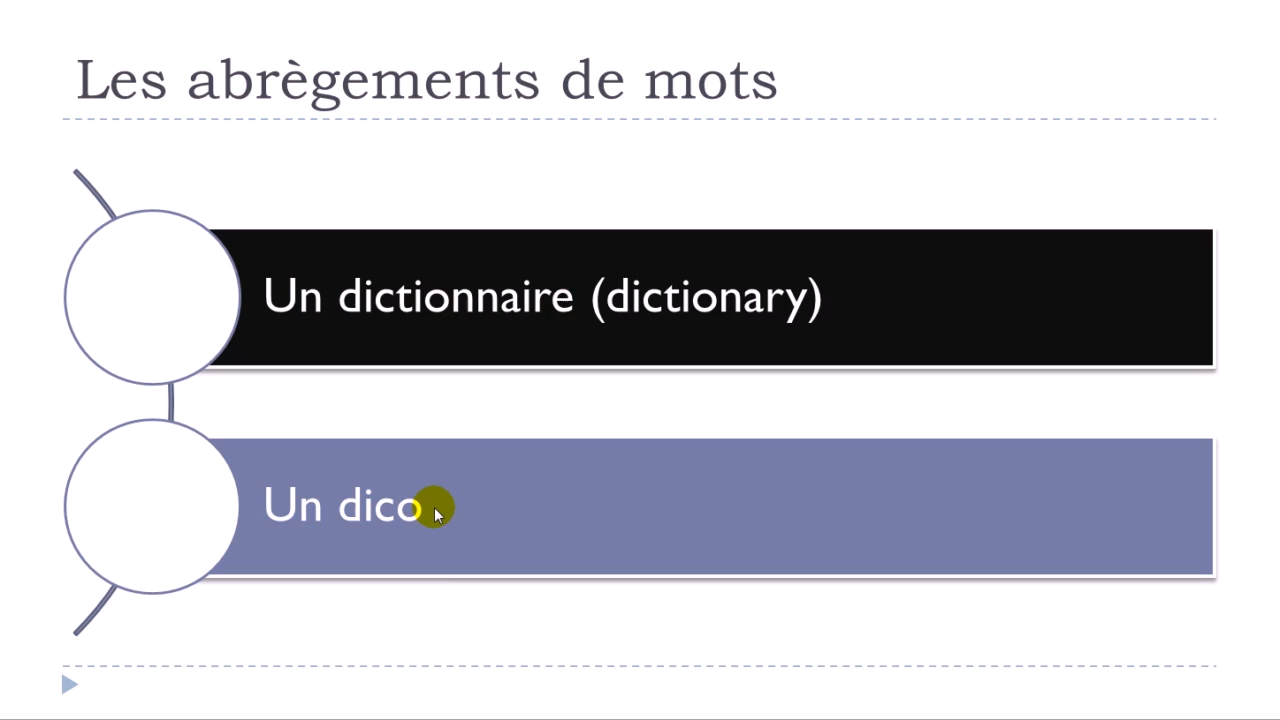 Les abrègements de mots
Un dictionnaire (dictionary)
Un dico